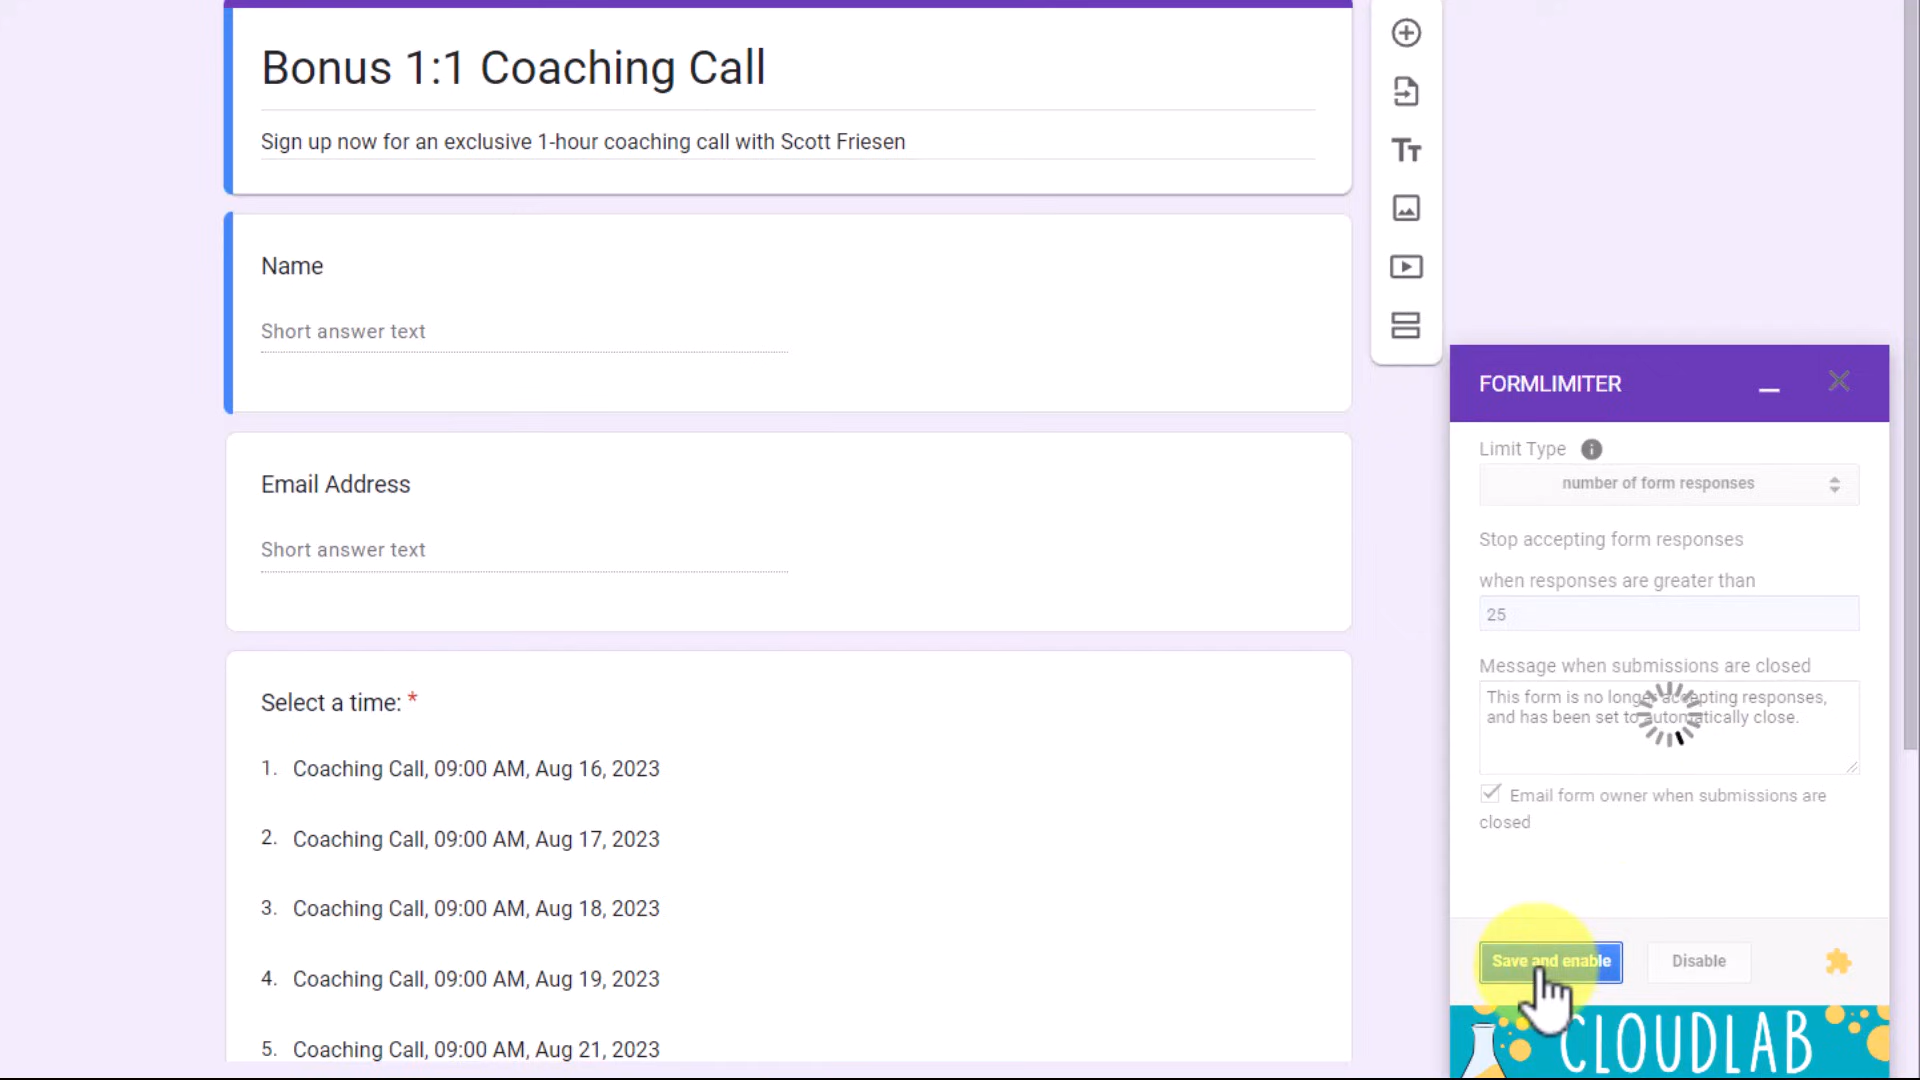 Bonus 1:1 Coaching Call
Sign up now for an exclusive 1-hour coaching call with Scott Friesen
Name
Short answer text
Email Address
Short answer text
Select a time: *
1. Coaching Call, 09:00 AM, Aug 16, 2023
2. Coaching Call, 09:00 AM, Aug 17, 2023
3. Coaching Call, 09:00 AM, Aug 18, 2023
4. Coaching Call, 09:00 AM, Aug 19, 2023
5. Coaching Call, 09:00 AM, Aug 21, 2023
Tт
FORMLIMITER
Limit Type
number of form responses
Stop accepting form responses
when responses are greater than
25
Message when submissions are closed
This form is no longer accepting responses,
and has been set to automatically close.
Email form owner when submissions are
closed
Save and enable
Disable
CLOUDLAB